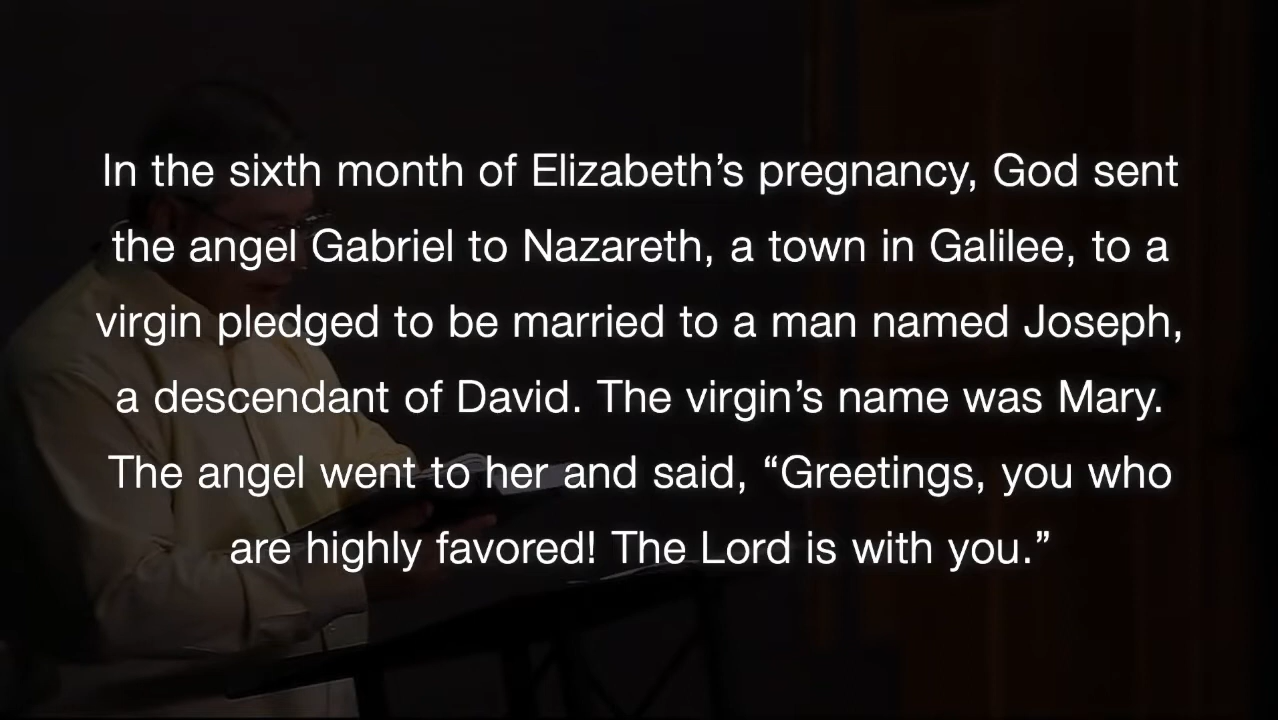 In the sixth month of Elizabeth’s pregnancy, God sent
the angel Gabriel to Nazareth, a town in Galilee, to a
virgin pledged to be married to a man named Joseph,
a descendant of David. The virgin’s name was Mary.
The angel went to her and said, “Greetings, you who
are highly favored! The Lord is with you.”